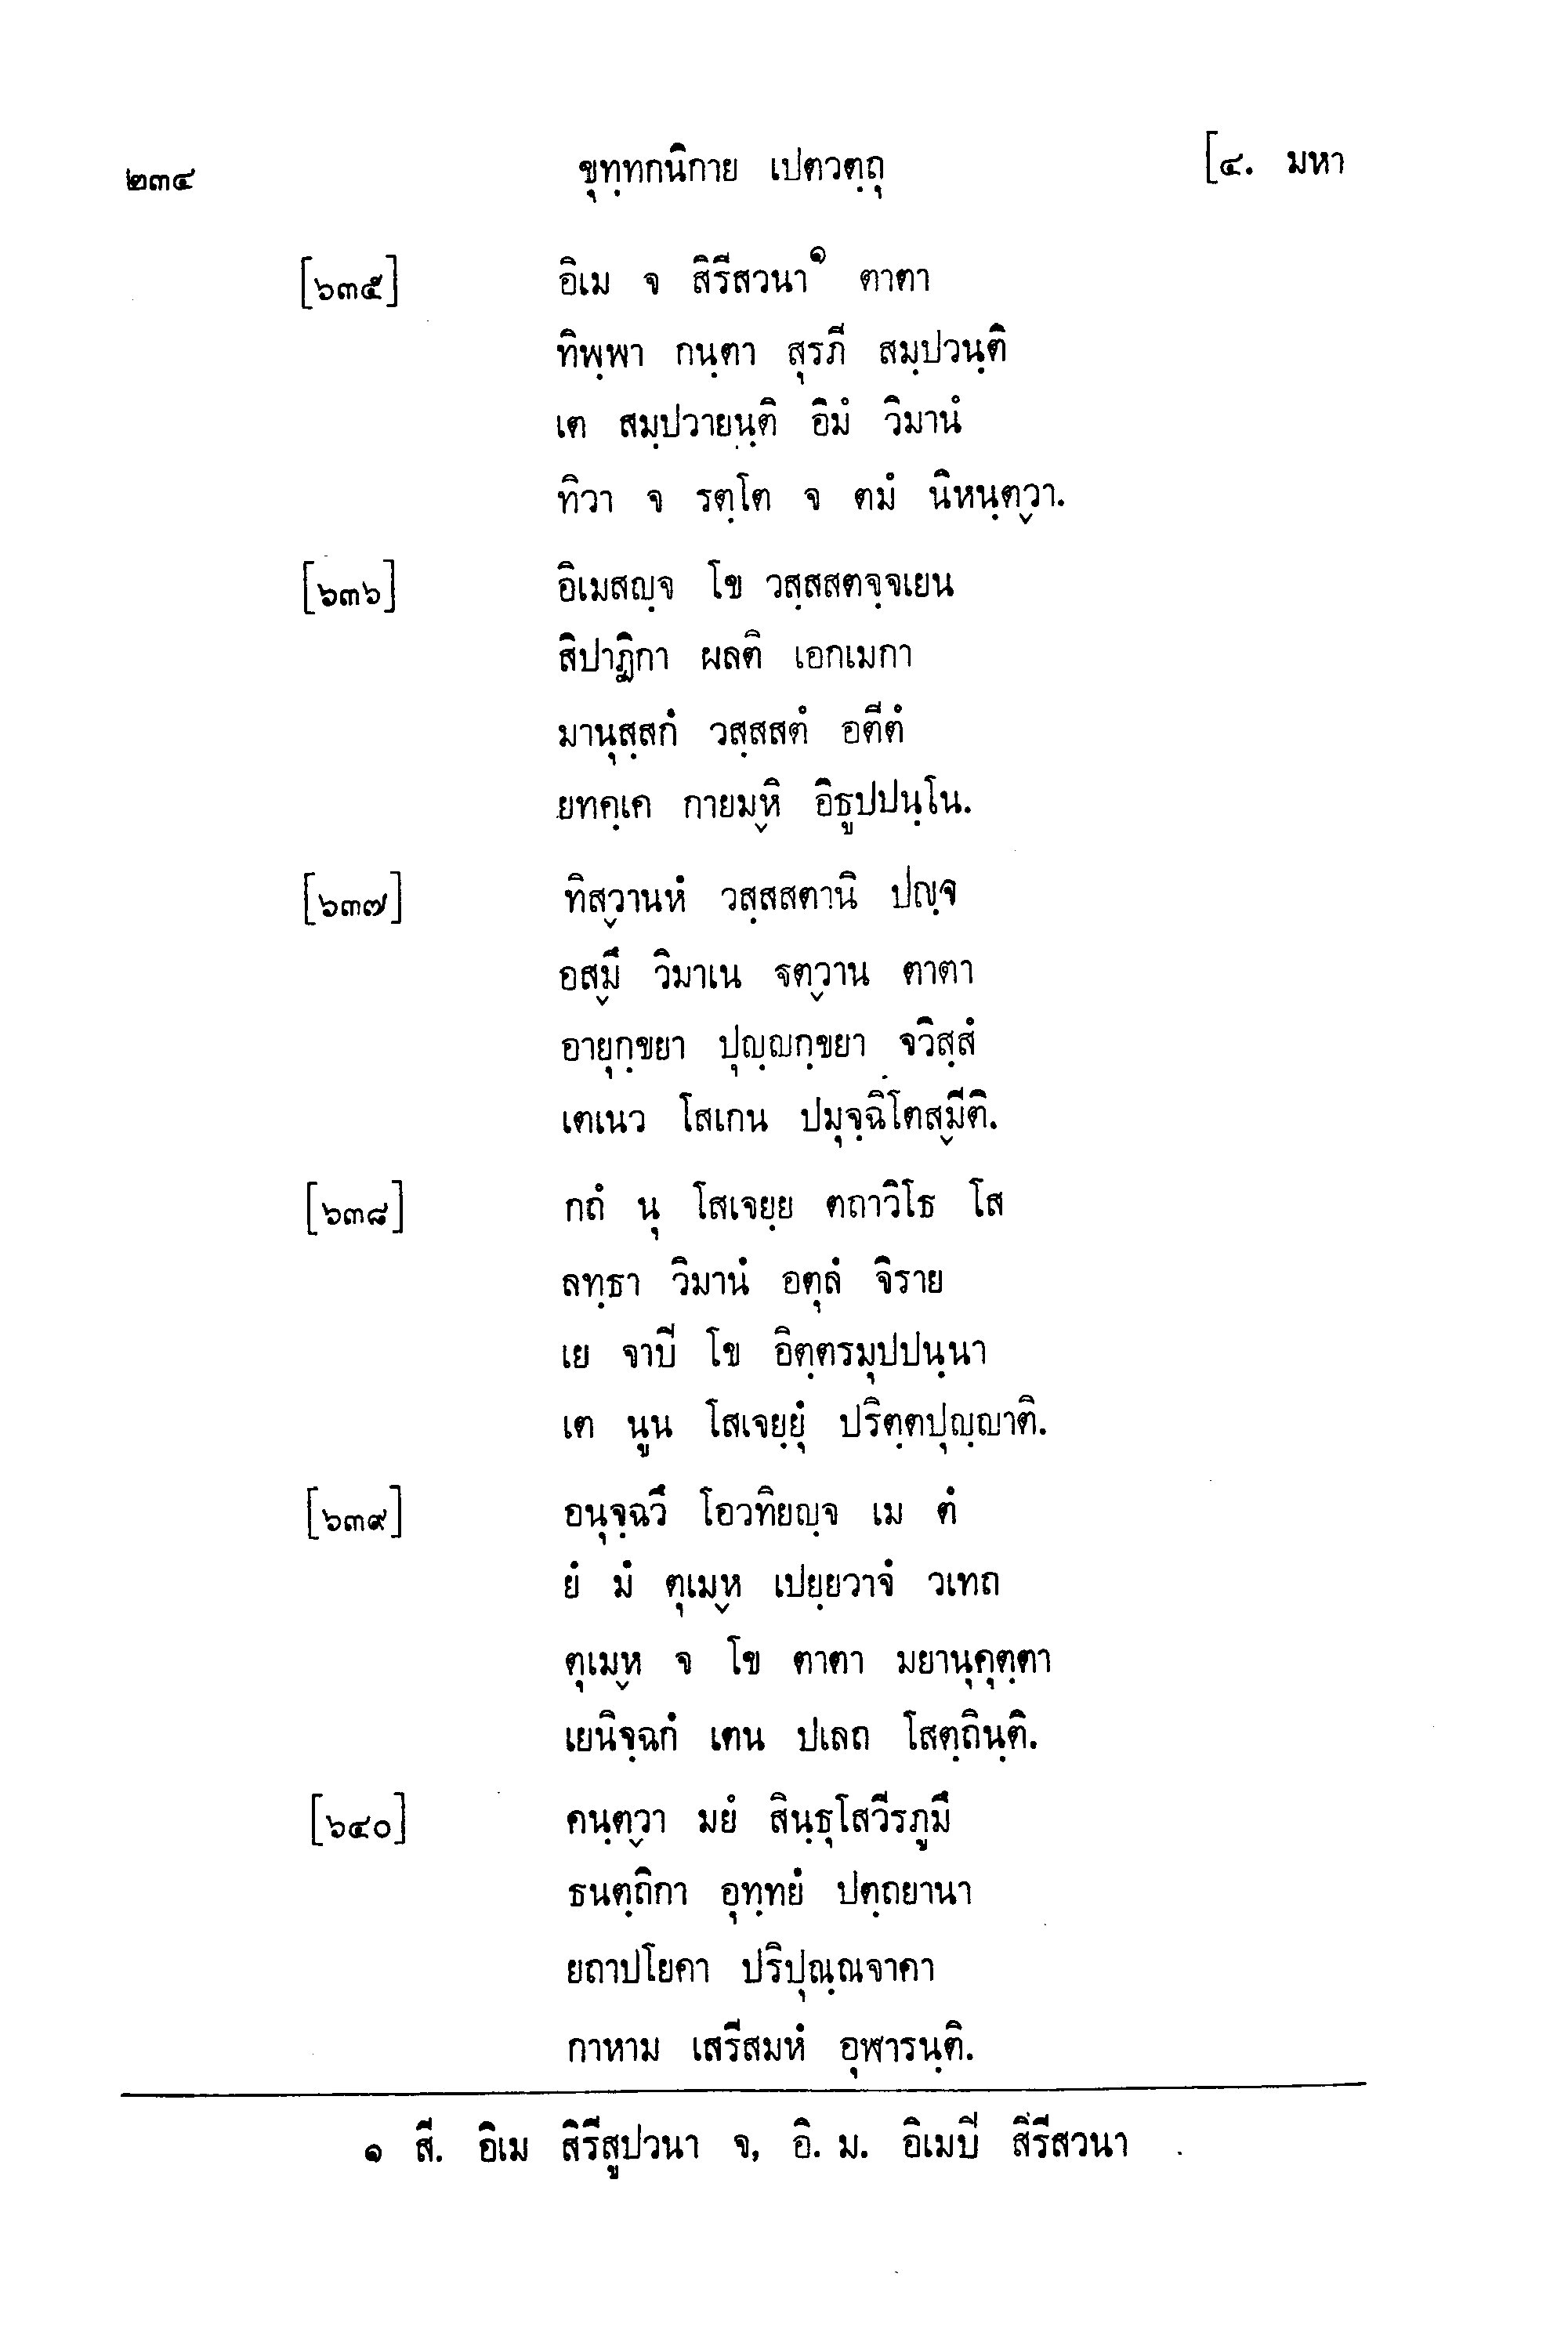 ๒๓๔ ขุทฺทกนิกาย เปตวตฺถุ [๔. มหา
[๖๓๕] อิเม จ สิรีสวนา๑ ตาตา
ทิพฺพา กนฺตา สุรภี สมฺปวนฺติ
เต สมฺปวายนฺติ อิมํ วิมานํ
ทิวา จ รตฺโต จ ตมํ นิหนฺตฺวา.
[๖๓๖] อิเมสญฺจ โข วสฺสสตจฺจเยน
สิปาฏิกา ผลติ เอกเมกา
มานุสฺสกํ วสฺสสตํ อตีตํ
ยทคฺเค กายมฺหิ อิธูปปนฺโน.
[๖๓๗] ทิสฺวานหํ วสฺสสตานิ ปญฺจ
อสฺมึ วิมาเน ฐตฺวาน ตาตา
อายุกฺขยา ปุญฺญกฺขยา จวิสฺสํ
เตเนว โสเกน ปมุจฺฉิโตสฺมีติ.
[๖๓๘] กถํ นุ โสเจยฺย ตถาวิโธ โส
ลทฺธา วิมานํ อตุลํ จิราย
เย จาปิ โข อิตฺตรมุปปนฺนา
เต นูน โสเจยฺยุํ ปริตฺตปุญฺญาติ.
[๖๓๙] อนุจฺฉวึ โอวทิยญฺจ เม ตํ
ยํ มํ ตุเมฺห เปยฺยวาจํ วเทถ
ตุเมฺห จ โข ตาตา มยานุคุตฺตา
เยนิจฺฉกํ เตน ปเลถ โสตฺถินฺติ.
[๖๔๐] คนฺตฺวา มยํ สินฺธุโสวีรภูมึ
ธนตฺถิกา อุทฺทยํ ปตฺถยานา
ยถาปโยคา ปริปุณฺณจาคา
กาหาม เสรีสมหํ อุฬารนฺติ.
๑ สี. อิเม สิรีสูปวนา จ, อิ. ม. อิเมปิ สิรีสวนา